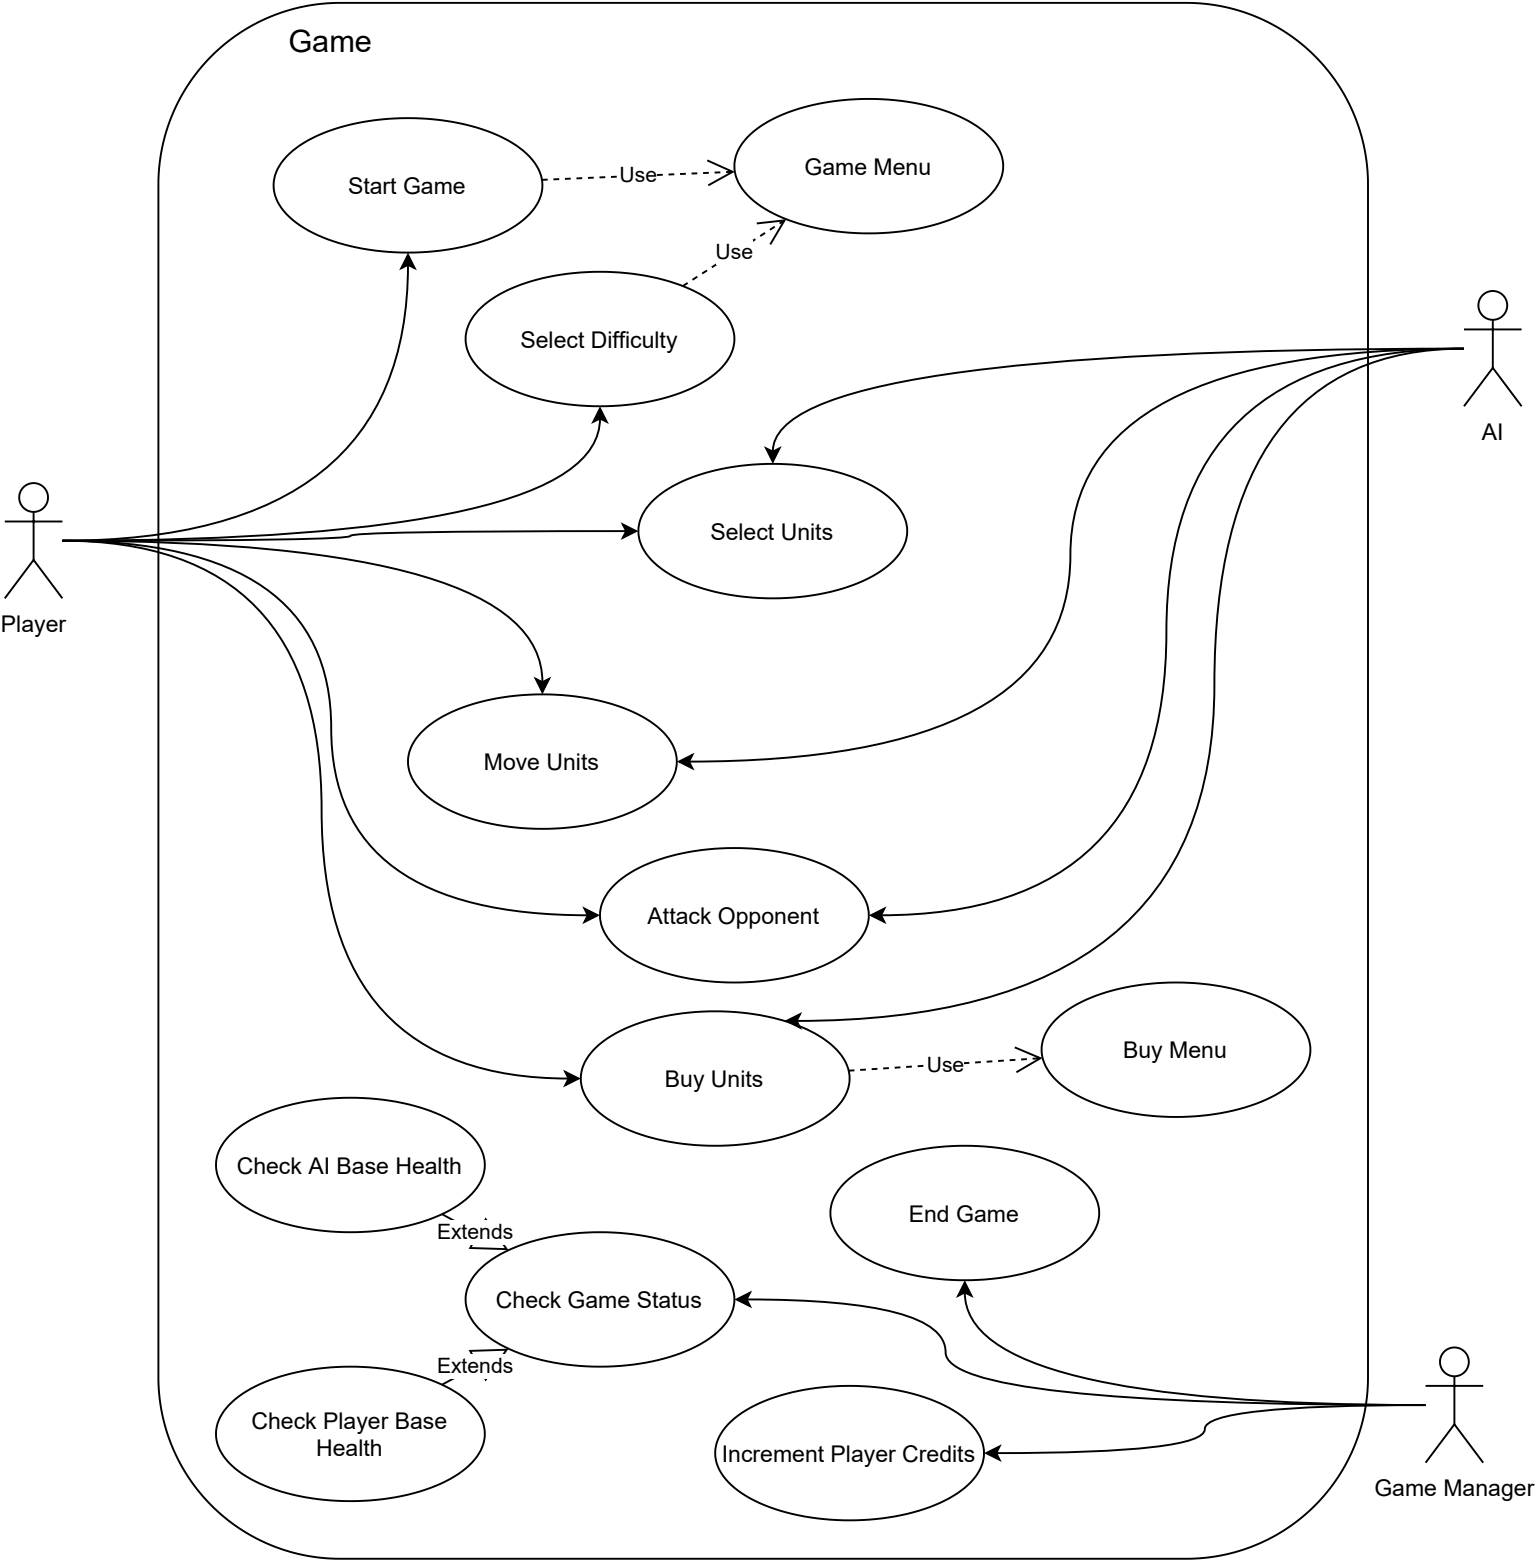 Game
Start Game
Use
Game Menu
Use
Select Difficulty
AI
Select Units
Player
Move Units
Attack Opponent
Buy Units
Use
Buy Menu
Check AI Base Health
Extends
End Game
Check Game Status
Extends
Check Player Base
Health
Increment Player Credits
Game Manager